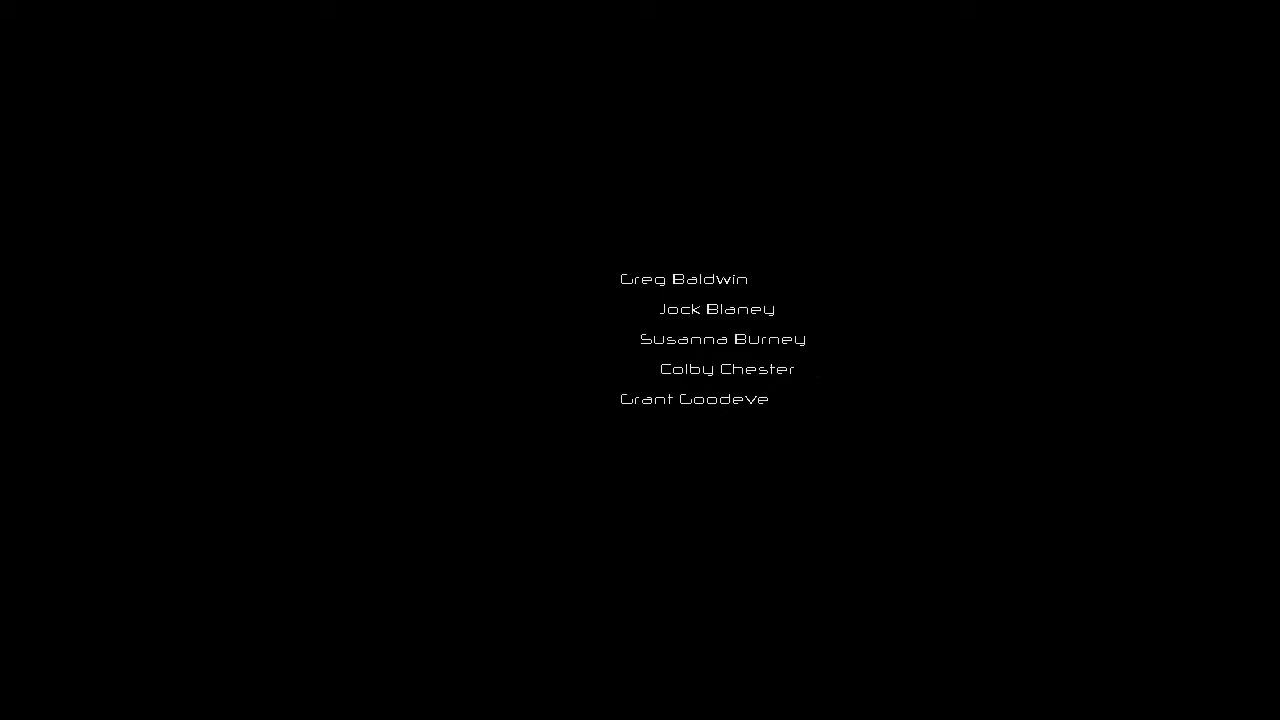 Greg Baldwin
Jock Blaney
Susanna Burney
Colby Chester
Grant Goodeve